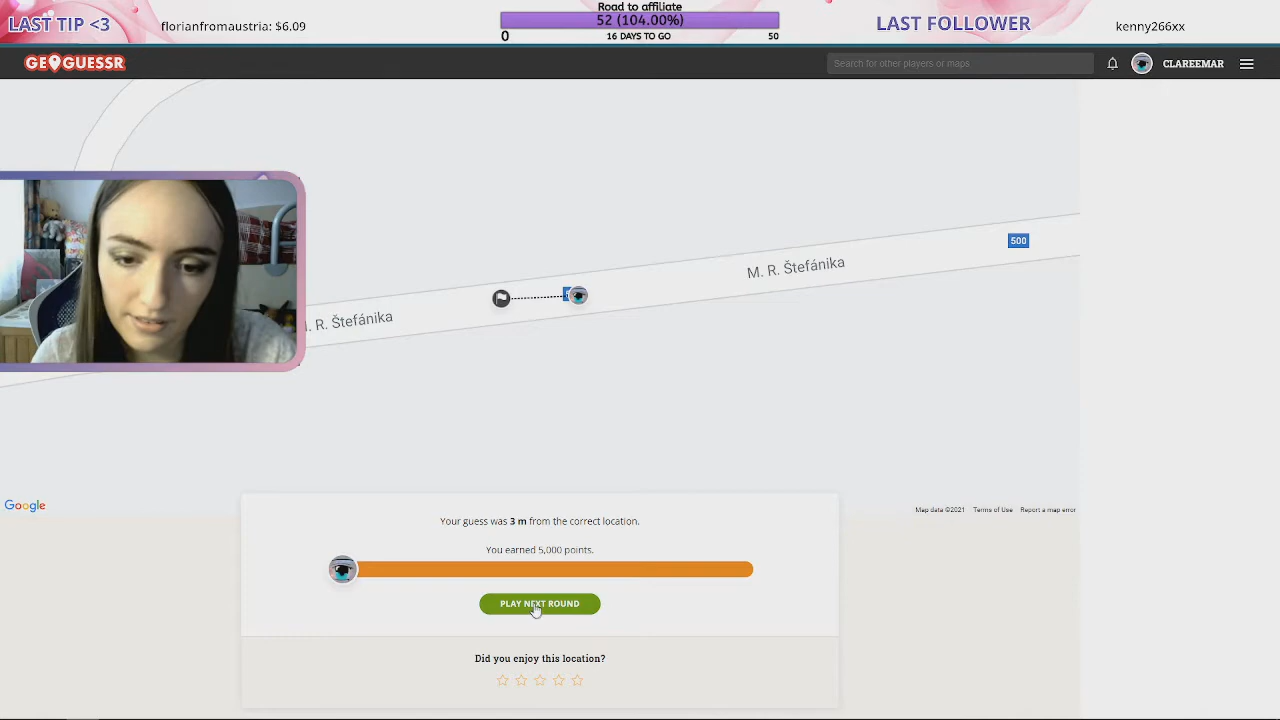 LAST TIP <3
florianfromaustria: $6.09
Road to affiliate
52 (104.00%)
0
16 DAYS TO GO
50
LAST FOLLOWER
kenny266xx
GEOGUESSR
Search for other players or maps
CLAREEMAR
500
M. R. Štefánika
R. Štefánika
Google
Map data ©2021
Terms of Use
Report a map error
Your guess was 3 m from the correct location.
You earned 5,000 points.
PLAY NEXT ROUND
Did you enjoy this location?